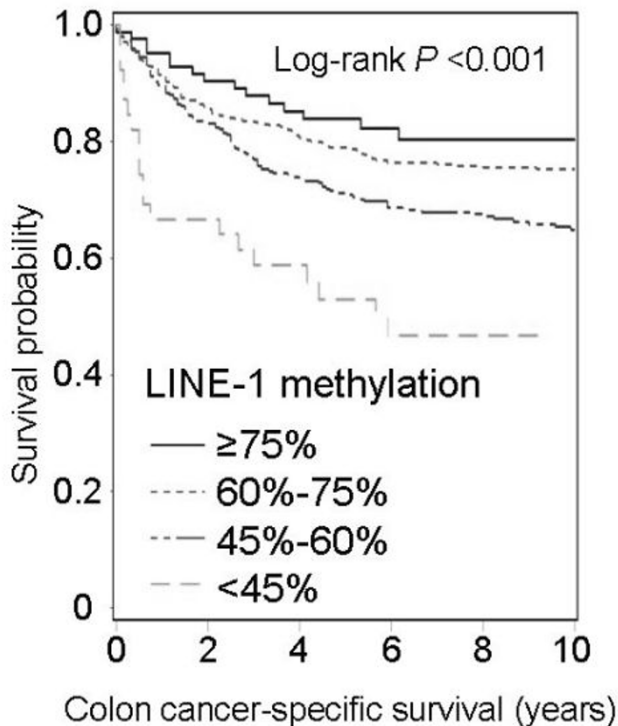 1.0
Log-rank P <0.001
0.8
0.6
0.4
0.2
0
Survival probability
LINE-1 methylation
≥75%
60%-75%
45%-60%
<45%
0 2 4 6 8 10
Colon cancer-specific survival (years)